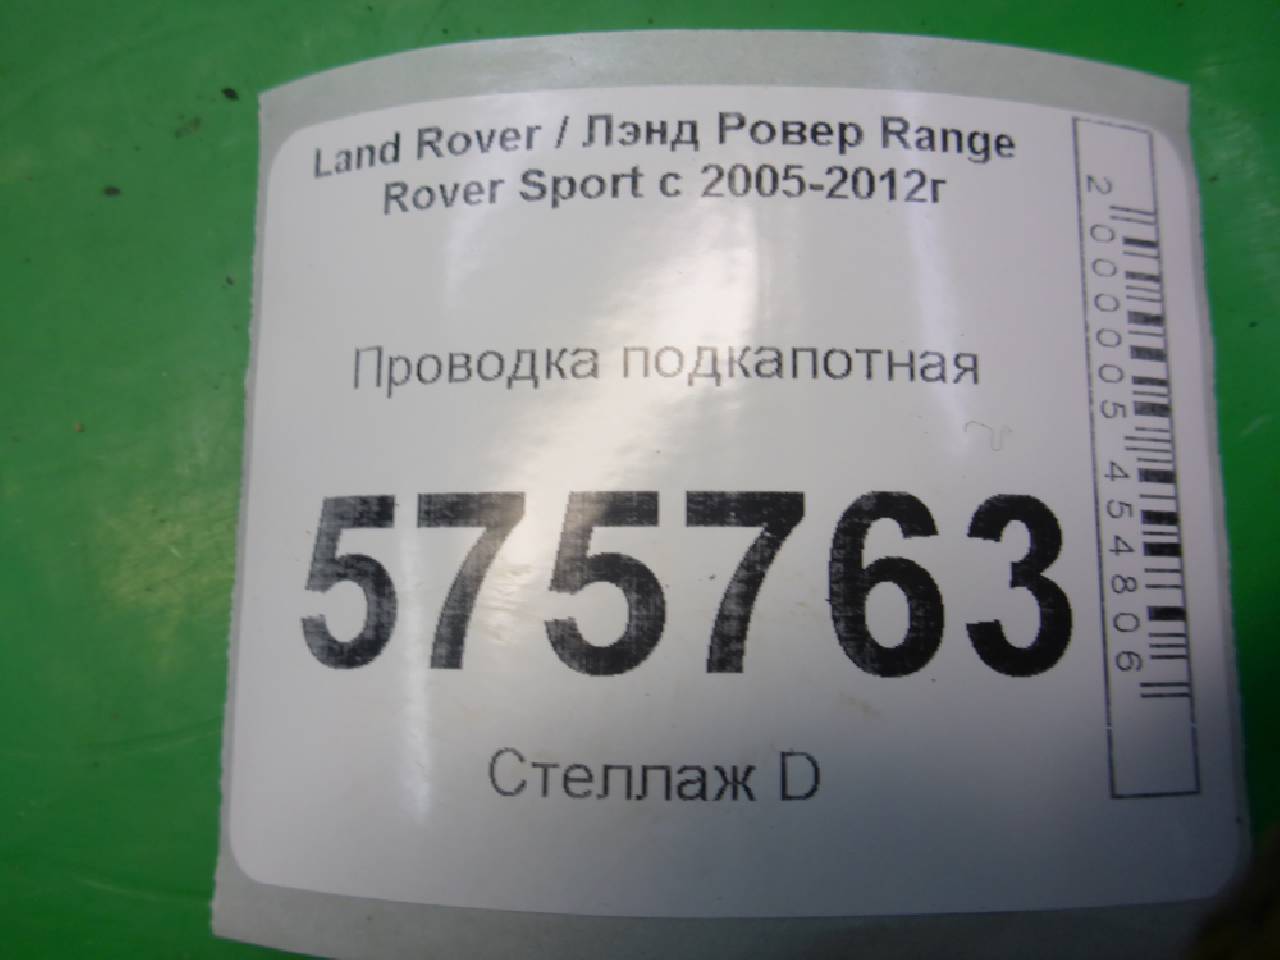 Land Rover / Лэнд Ровер Range
Rover Sport с 2005-2012г
Проводка подкапотная
575763
Стеллаж D
2000005454806